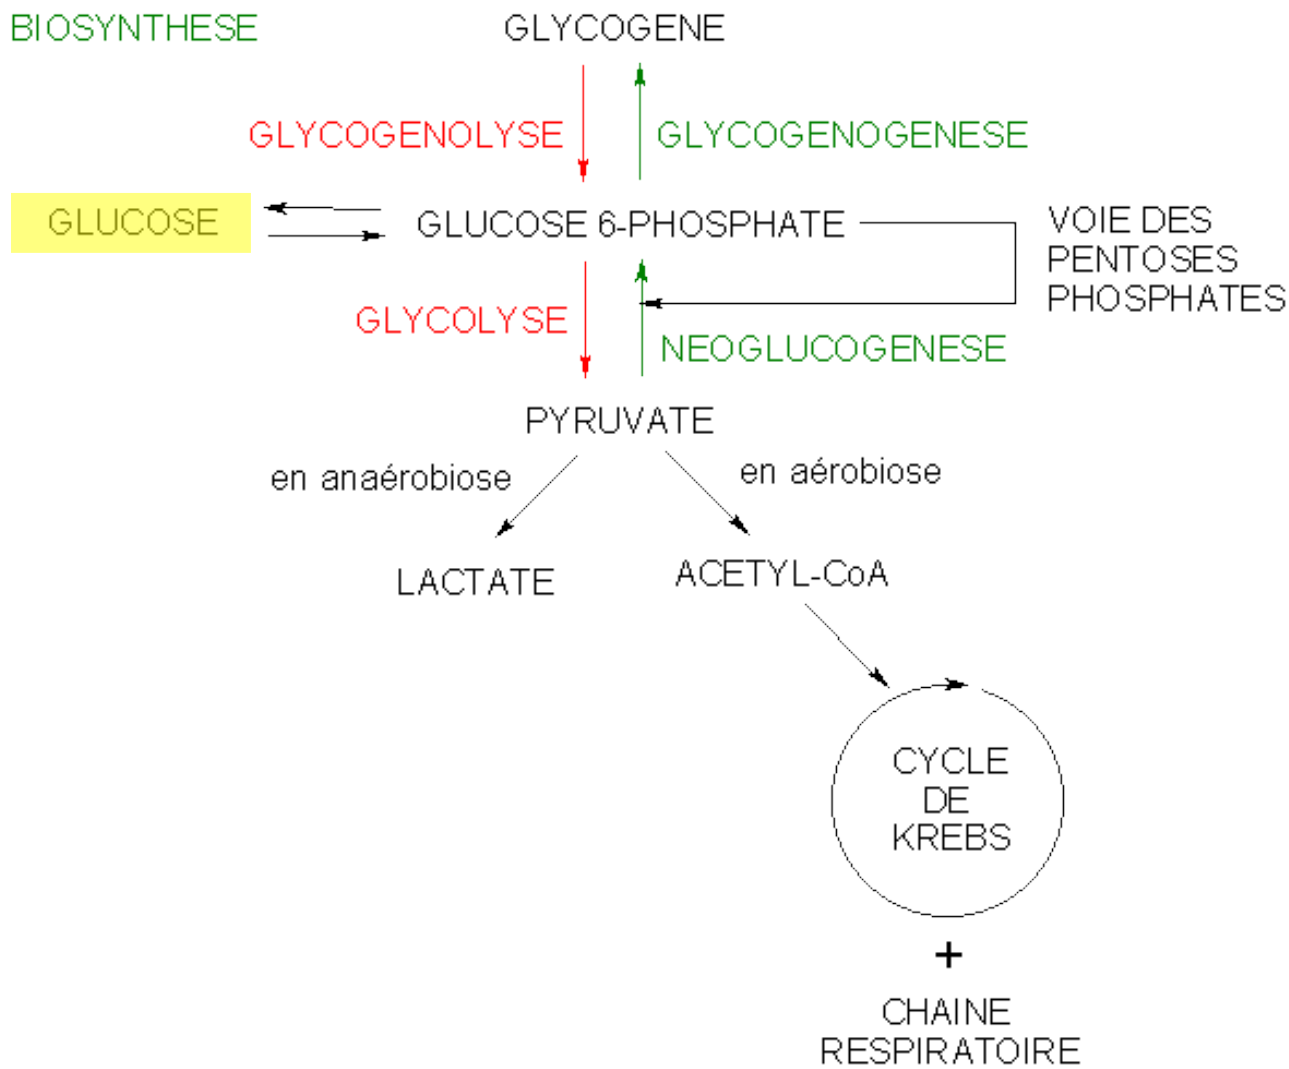 BIOSYNTHESE
GLYCOGENE
GLYCOGENOLYSE
GLYCOGENOGENESE
GLUCOSE
GLUCOSE 6-PHOSPHATE
VOIE DES
PENTOSES
PHOSPHATES
GLYCOLYSE
NEOGLUCOGENESE
PYRUVATE
en anaérobiose
en aérobiose
LACTATE
ACETYL-CoA
CYCLE
DE
KREBS
+
CHAINE
RESPIRATOIRE